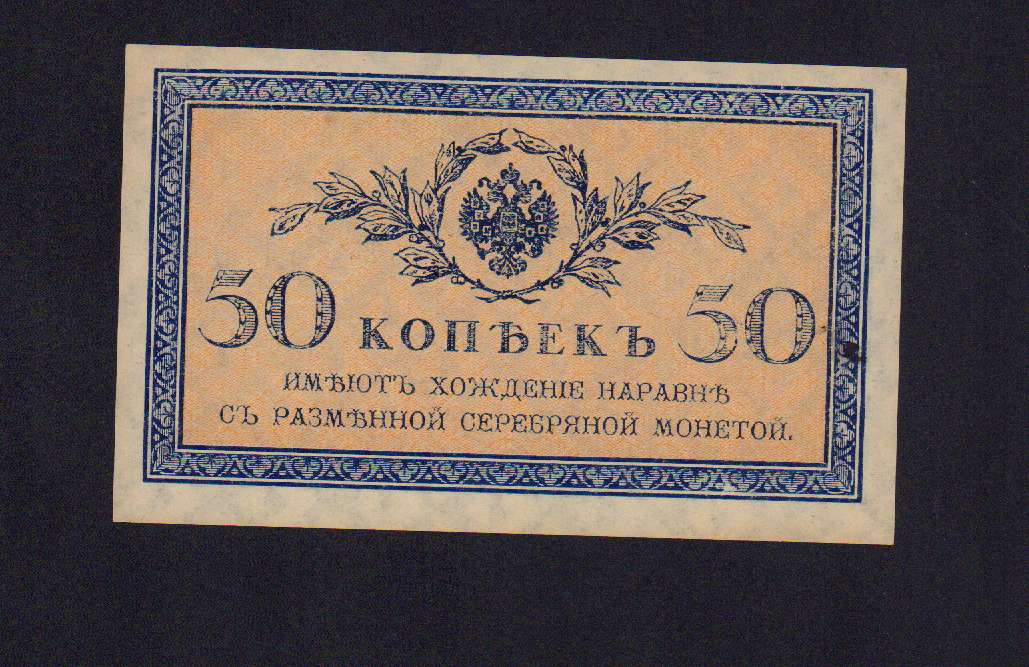 50 КОПѢЕКЪ 50
ИМѢЮТЪ ХОЖДЕНІЕ НАРАВНѢ
СЪ РАЗМѢННОЙ СЕРЕБРЯНОЙ МОНЕТОЙ.